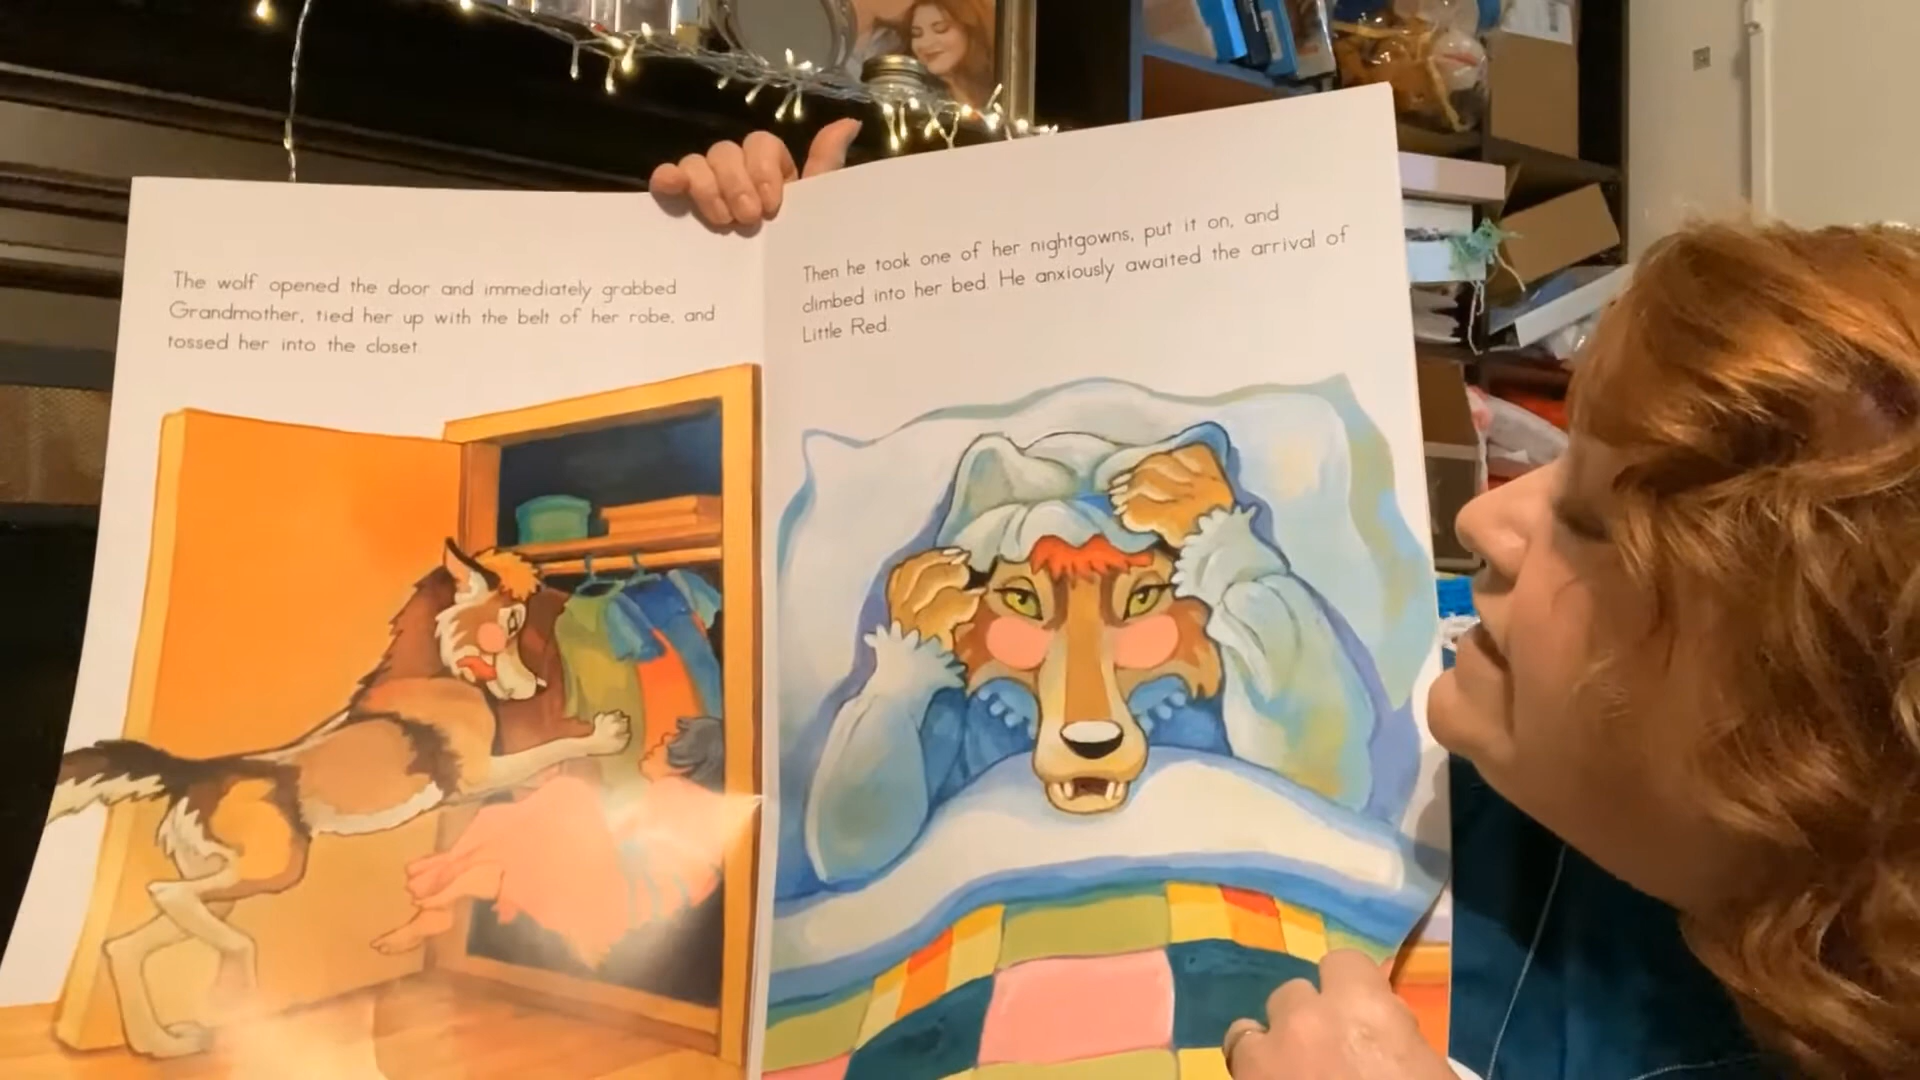 The wolf opened the door and immediately grabbed
Grandmother, tied her up with the belt of her robe, and
tossed her into the closet.
Then he took one of her nightgowns, put it on, and
climbed into her bed. He anxiously awaited the arrival of
Little Red.